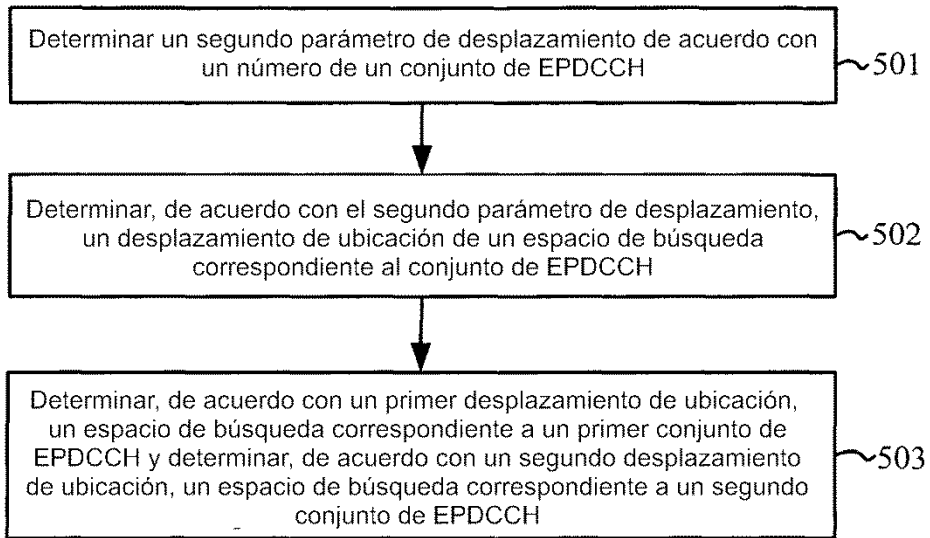 Determinar un segundo parámetro de desplazamiento de acuerdo con
un número de un conjunto de EPDCCH
501
Determinar, de acuerdo con el segundo parámetro de desplazamiento,
un desplazamiento de ubicación de un espacio de búsqueda
correspondiente al conjunto de EPDCCH
502
Determinar, de acuerdo con un primer desplazamiento de ubicación,
un espacio de búsqueda correspondiente a un primer conjunto de
EPDCCH y determinar, de acuerdo con un segundo desplazamiento
de ubicación, un espacio de búsqueda correspondiente a un segundo
conjunto de EPDCCH
503